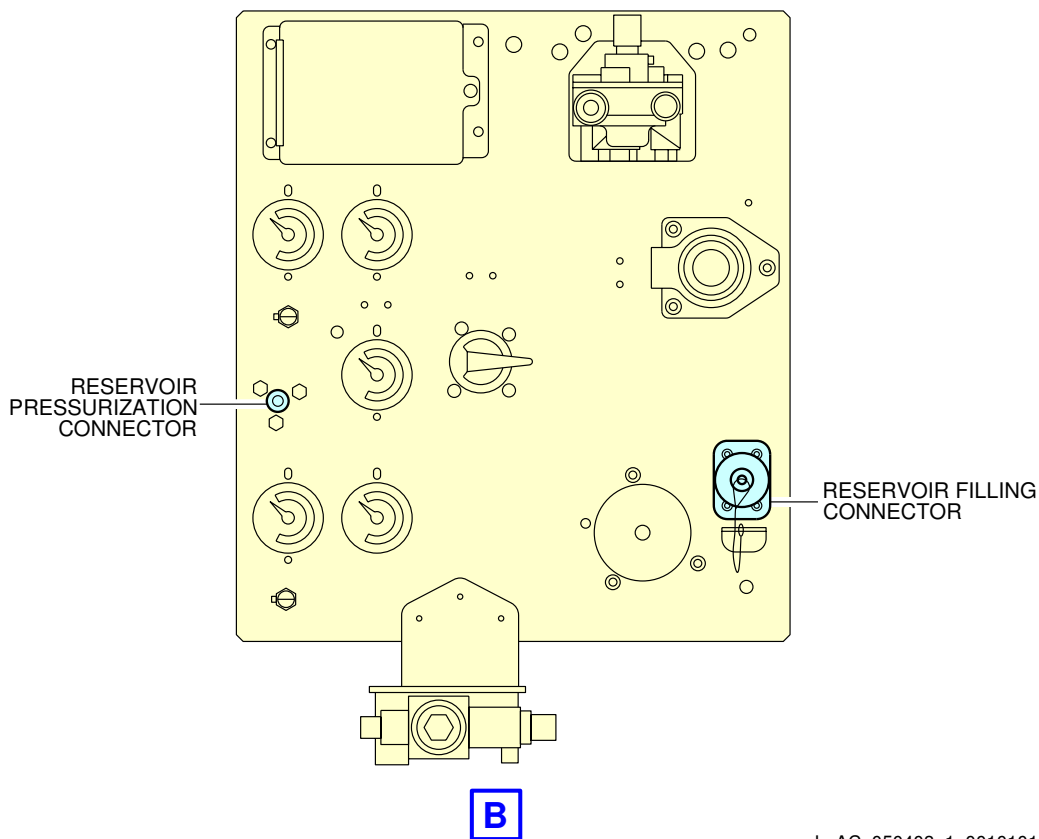 RESERVOIR
PRESSURIZATION
CONNECTOR
RESERVOIR FILLING
CONNECTOR
B